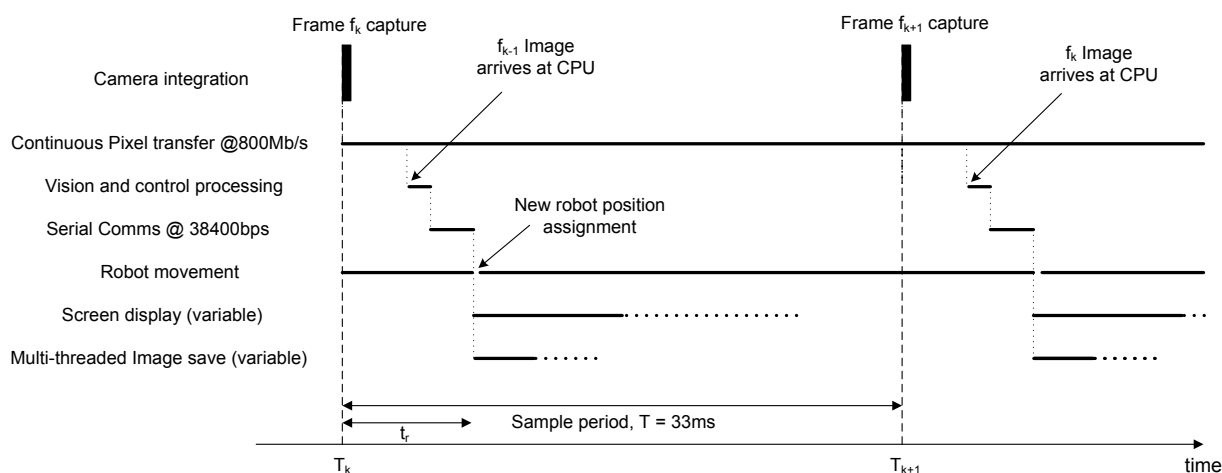 Frame fk capture
Frame fk+1 capture
fk-1 Image
arrives at CPU
fk Image
arrives at CPU
Camera integration
Continuous Pixel transfer @800Mb/s
Vision and control processing
New robot position
assignment
Serial Comms @ 38400bps
Robot movement
Screen display (variable)
Multi-threaded Image save (variable)
Sample period, T = 33ms
tr
Tk
Tk+1
time